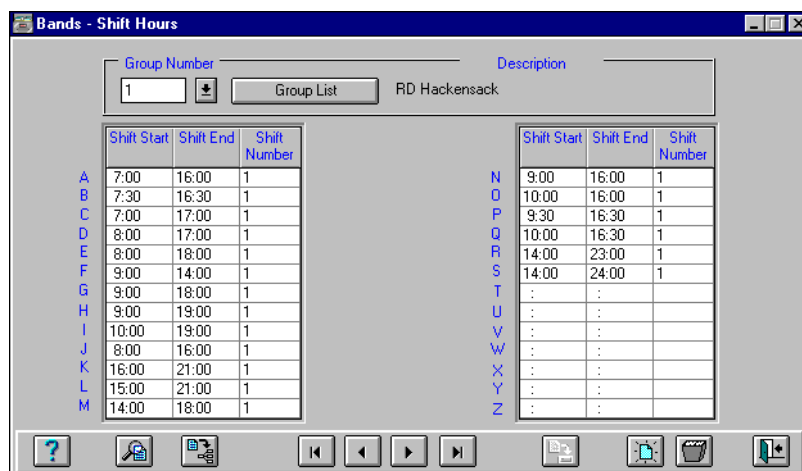 Bands - Shift Hours
Group Number Description
1 Group List RD Hackensack
Shift Start Shift End Shift Number
A 7:00 16:00 1
B 7:30 16:30 1
C 7:00 17:00 1
D 8:00 17:00 1
E 8:00 18:00 1
F 9:00 14:00 1
G 9:00 18:00 1
H 9:00 19:00 1
I 10:00 19:00 1
J 8:00 16:00 1
K 16:00 21:00 1
L 15:00 21:00 1
M 14:00 18:00 1
Shift Start Shift End Shift Number
N 9:00 16:00 1
O 10:00 16:00 1
P 9:30 16:30 1
Q 10:00 16:30 1
R 14:00 23:00 1
S 14:00 24:00 1
T : :
U : :
V : :
W : :
X : :
Y : :
Z : :
?